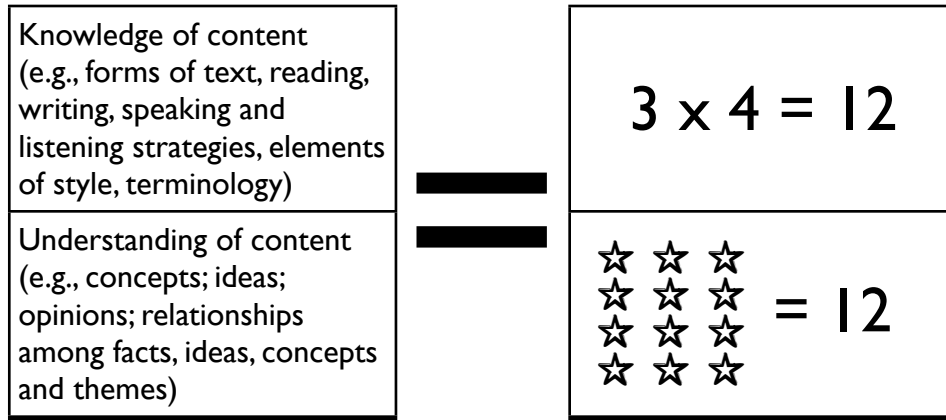 Knowledge of content
(e.g., forms of text, reading,
writing, speaking and
listening strategies, elements
of style, terminology)
3 x 4 = 12
Understanding of content
(e.g., concepts; ideas;
opinions; relationships
among facts, ideas, concepts
and themes)
= 12